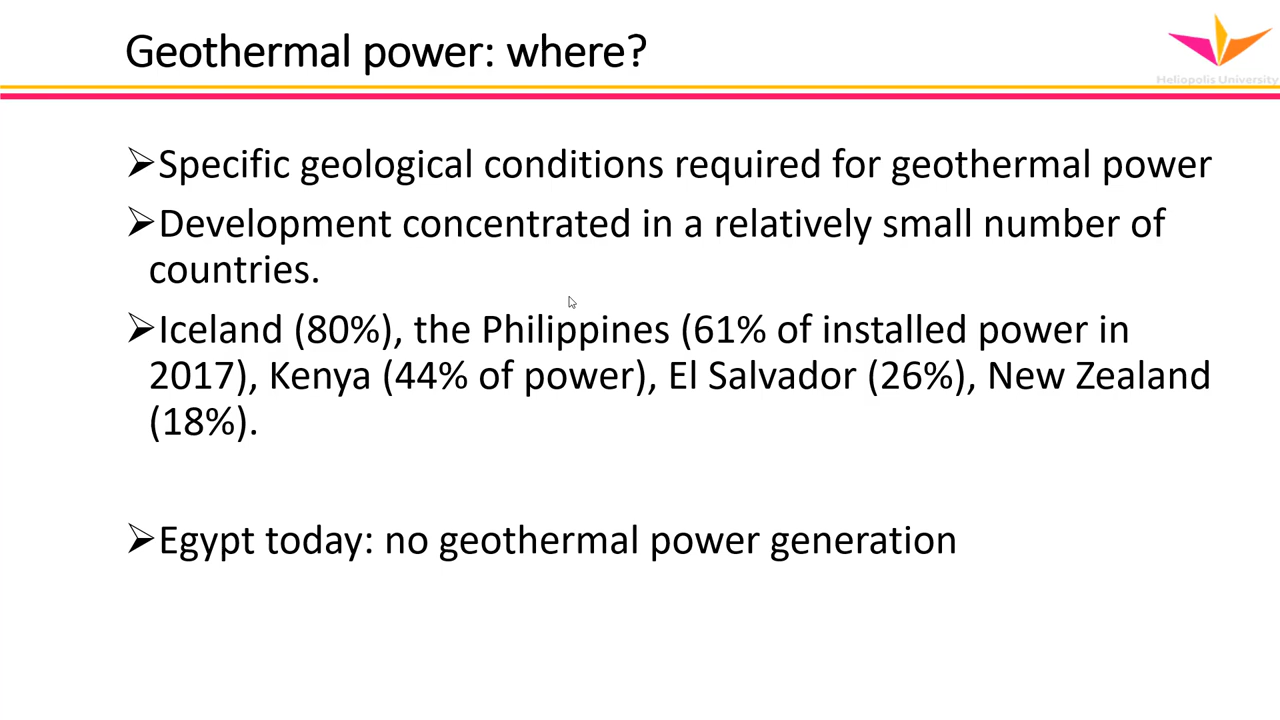 Geothermal power: where?
Heliopolis University
➢Specific geological conditions required for geothermal power
➢Development concentrated in a relatively small number of
countries.
➢Iceland (80%), the Philippines (61% of installed power in
2017), Kenya (44% of power), El Salvador (26%), New Zealand
(18%).
➢Egypt today: no geothermal power generation